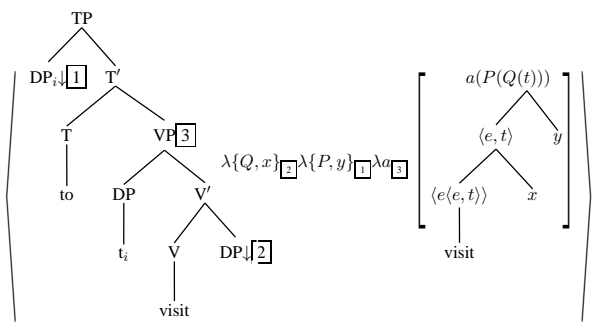 TP
DPᵢ↓ 1 T′ a(P(Q(t)))
T VP 3 ⟨e, t⟩ y
λ{Q, x} 2 λ{P, y} 1 λa 3
to DP V′ ⟨e⟨e, t⟩⟩ x
tᵢ V DP↓ 2 visit
visit